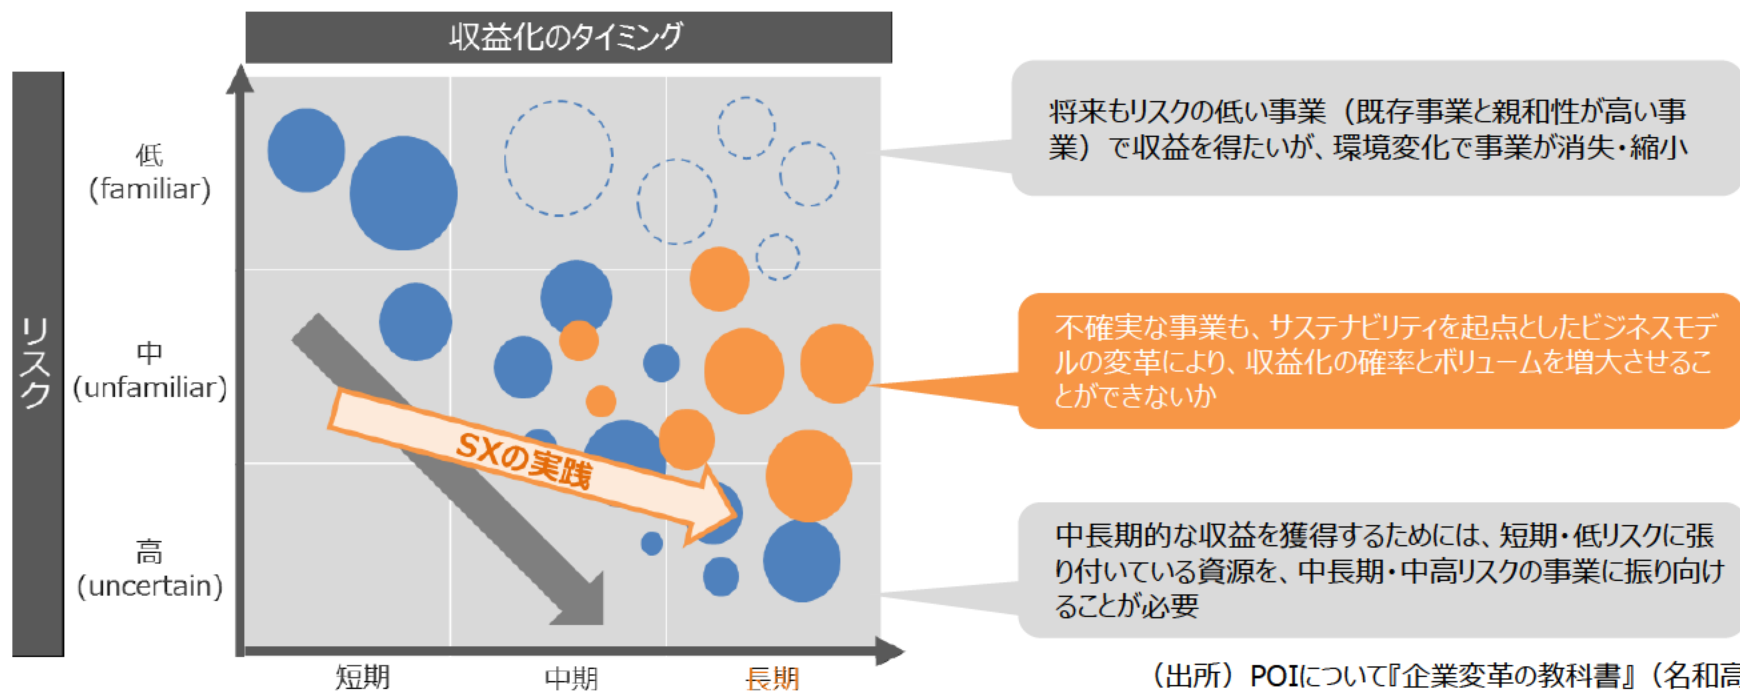 収益化のタイミング
リスク
低
(familiar)
中
(unfamiliar)
高
(uncertain)
SXの実践
短期
中期
長期
将来もリスクの低い事業（既存事業と親和性が高い事
業）で収益を得たいが、環境変化で事業が消失・縮小
不確実な事業も、サステナビリティを起点としたビジネスモデ
ルの変革により、収益化の確率とボリュームを増大させるこ
とができないか
中長期的な収益を獲得するためには、短期・低リスクに張
り付いている資源を、中長期・中高リスクの事業に振り向け
ることが必要
（出所）POIについて『企業変革の教科書』（名和高